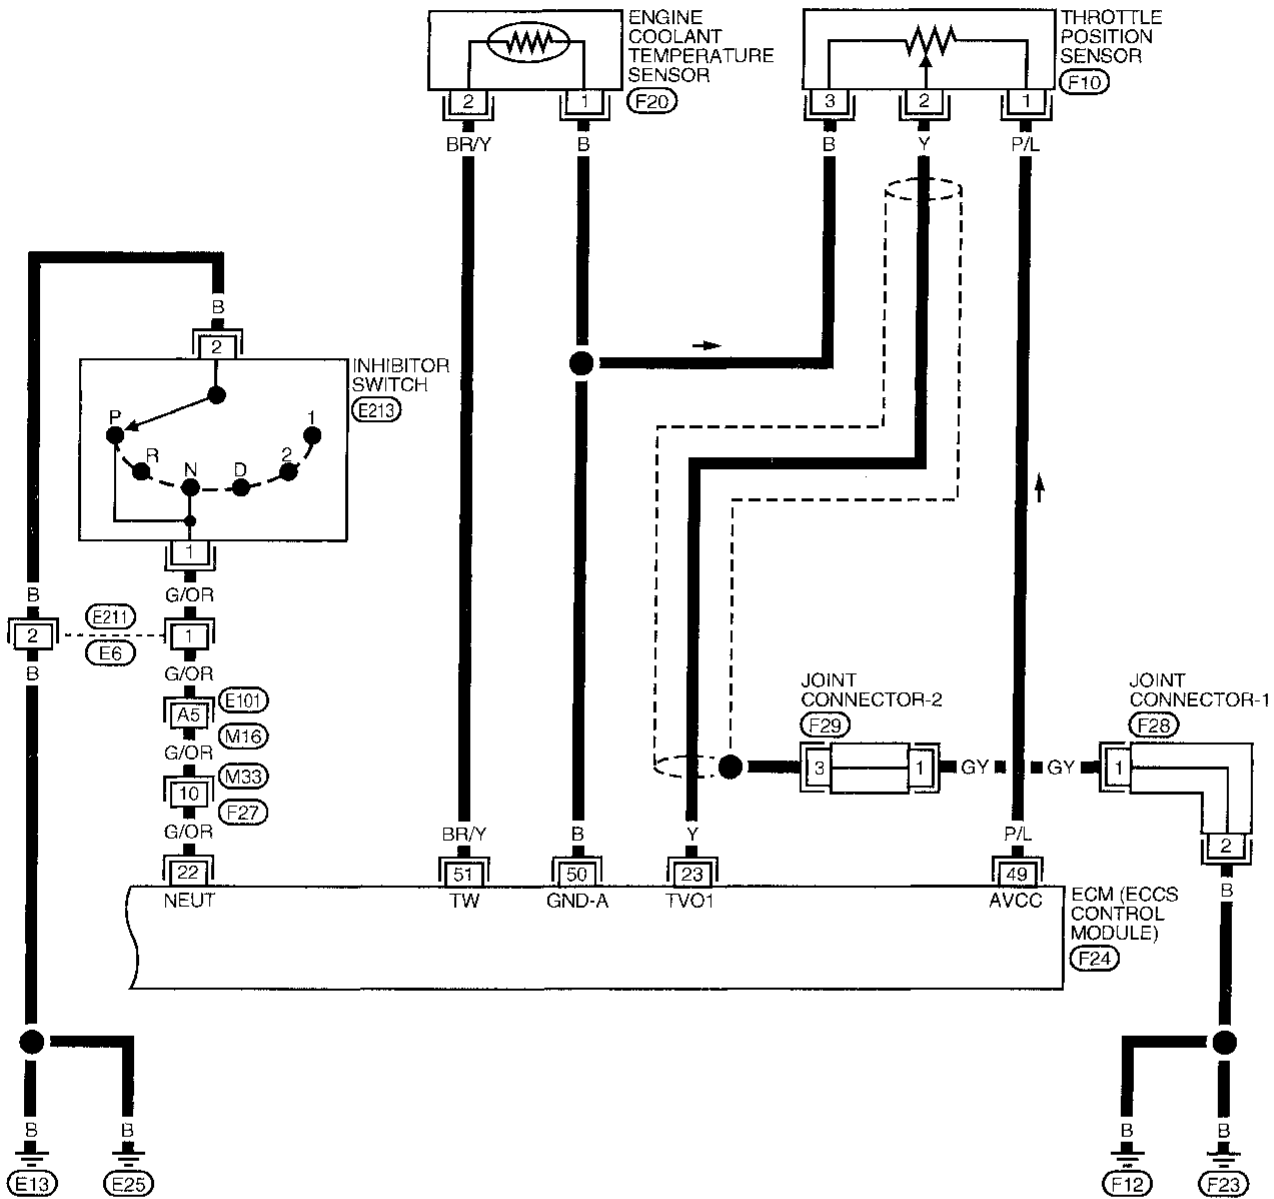 ENGINE
COOLANT
TEMPERATURE
SENSOR
F20
THROTTLE
POSITION
SENSOR
F10
2
1
3
2
1
BR/Y
B
B
Y
P/L
B
2
INHIBITOR
SWITCH
E213
P
R
N
D
2
1
1
B
G/OR
2
E211
E6
1
B
G/OR
A5
E101
M16
G/OR
10
M33
F27
G/OR
JOINT
CONNECTOR-2
F29
JOINT
CONNECTOR-1
F28
3
1
GY
GY
1
2
BR/Y
B
Y
P/L
22
51
50
23
49
B
NEUT
TW
GND-A
TVO1
AVCC
ECM (ECCS
CONTROL
MODULE)
F24
B
B
B
B
E13
E25
F12
F23